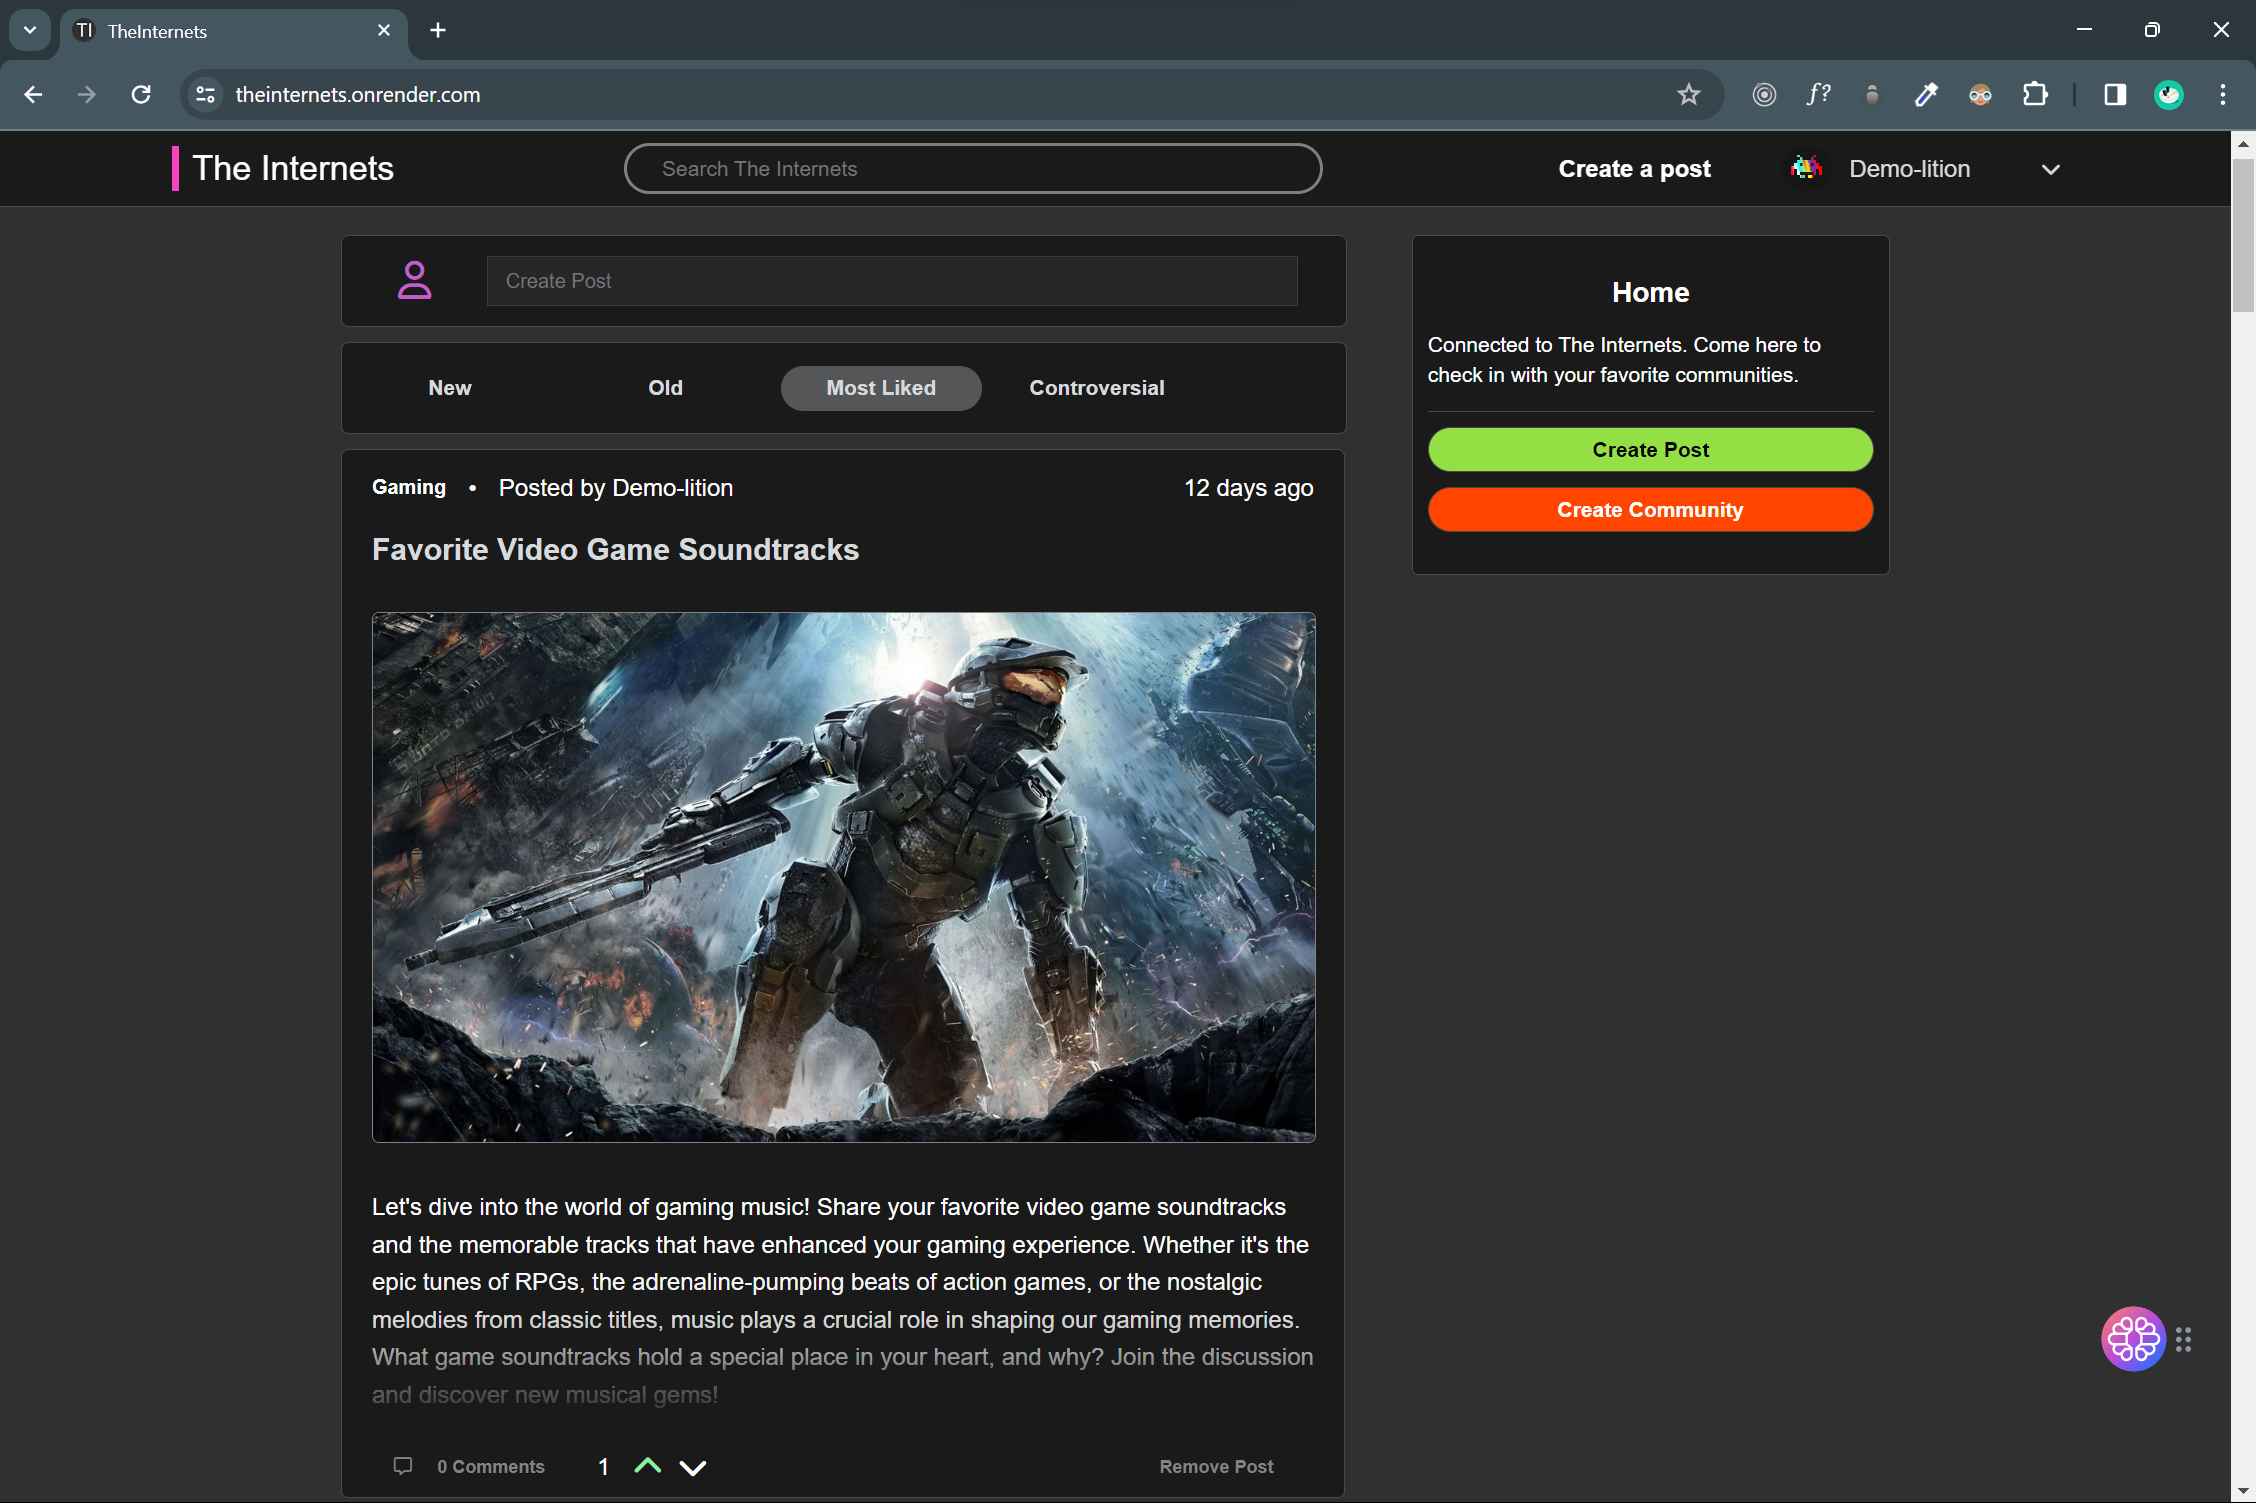 TI TheInternets
theinternets.onrender.com
f?
The Internets
Search The Internets
Create a post
Demo-lition
Create Post
New Old Most Liked Controversial
Gaming • Posted by Demo-lition 12 days ago
Favorite Video Game Soundtracks
Let's dive into the world of gaming music! Share your favorite video game soundtracks
and the memorable tracks that have enhanced your gaming experience. Whether it's the
epic tunes of RPGs, the adrenaline-pumping beats of action games, or the nostalgic
melodies from classic titles, music plays a crucial role in shaping our gaming memories.
What game soundtracks hold a special place in your heart, and why? Join the discussion
and discover new musical gems!
0 Comments 1 Remove Post
Home
Connected to The Internets. Come here to
check in with your favorite communities.
Create Post
Create Community